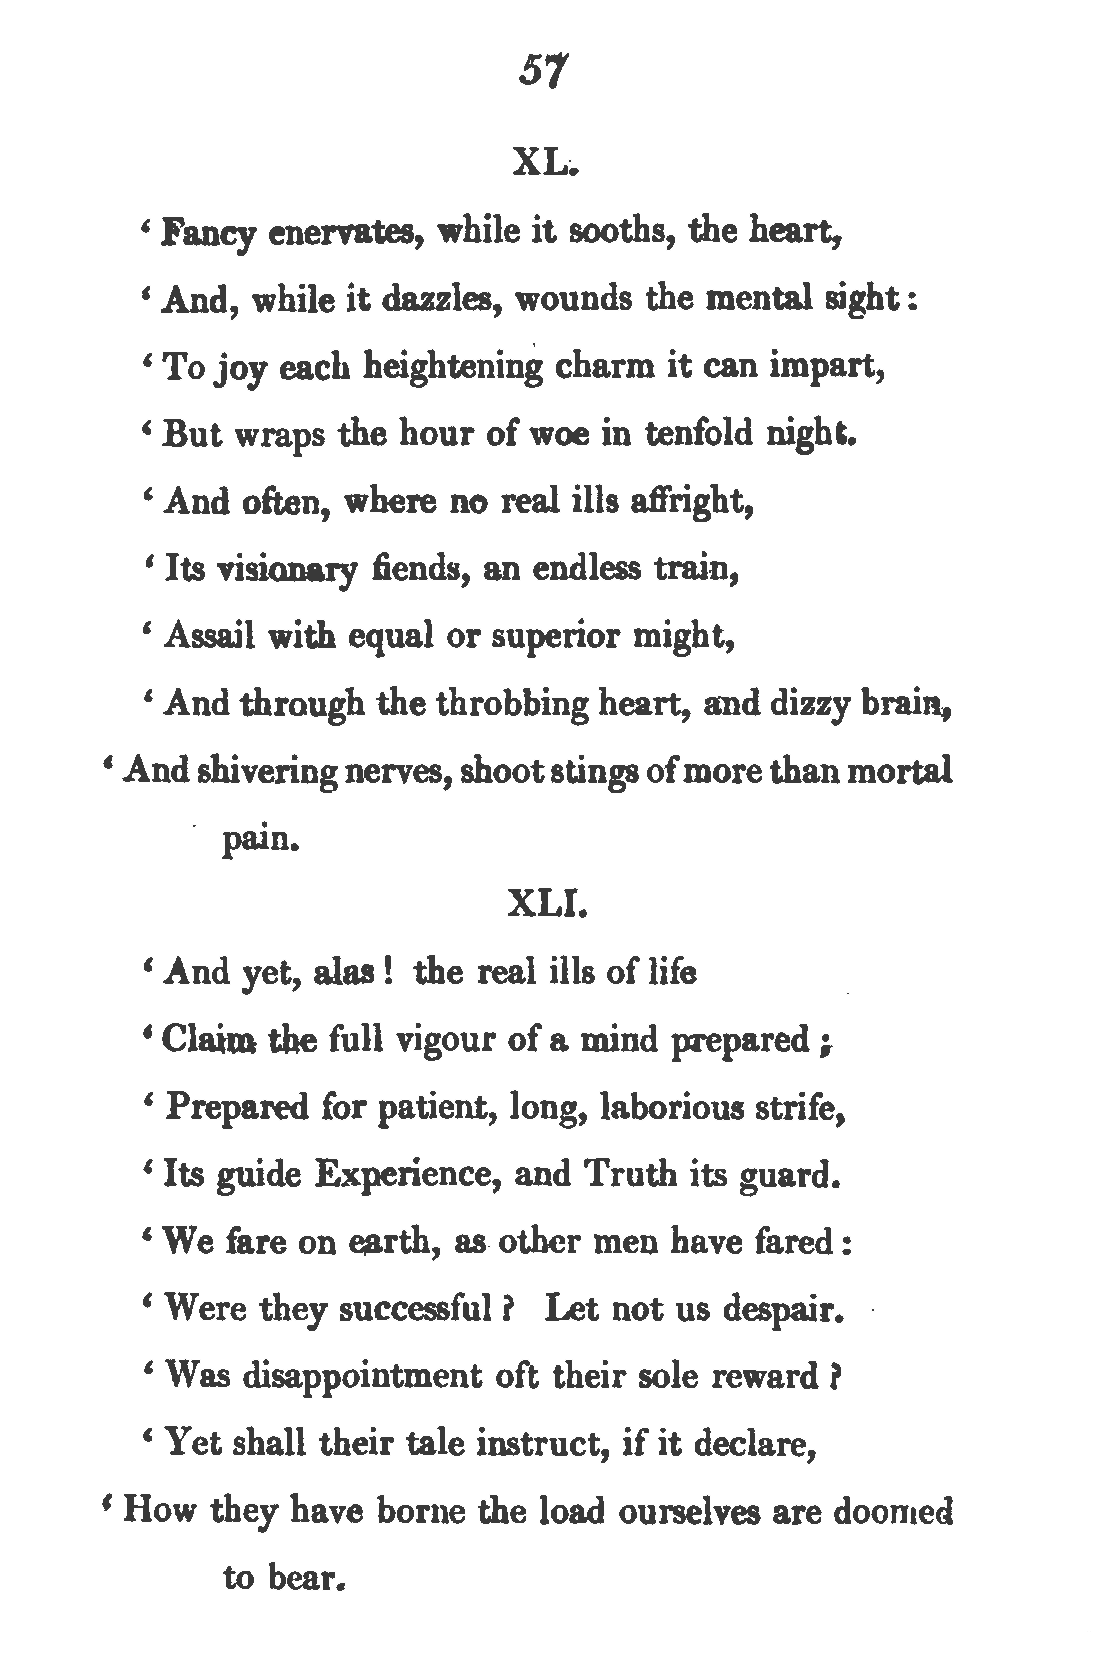 57
XL.
‘ Fancy enervates, while it sooths, the heart,
‘ And, while it dazzles, wounds the mental sight :
‘ To joy each heightening charm it can impart,
‘ But wraps the hour of woe in tenfold night.
‘ And often, where no real ills affright,
‘ Its visionary fiends, an endless train,
‘ Assail with equal or superior might,
‘ And through the throbbing heart, and dizzy brain,
‘ And shivering nerves, shoot stings of more than mortal
pain.
XLI.
‘ And yet, alas ! the real ills of life
‘ Claim the full vigour of a mind prepared ;
‘ Prepared for patient, long, laborious strife,
‘ Its guide Experience, and Truth its guard.
‘ We fare on earth, as other men have fared :
‘ Were they successful ? Let not us despair.
‘ Was disappointment oft their sole reward ?
‘ Yet shall their tale instruct, if it declare,
‘ How they have borne the load ourselves are doomed
to bear.